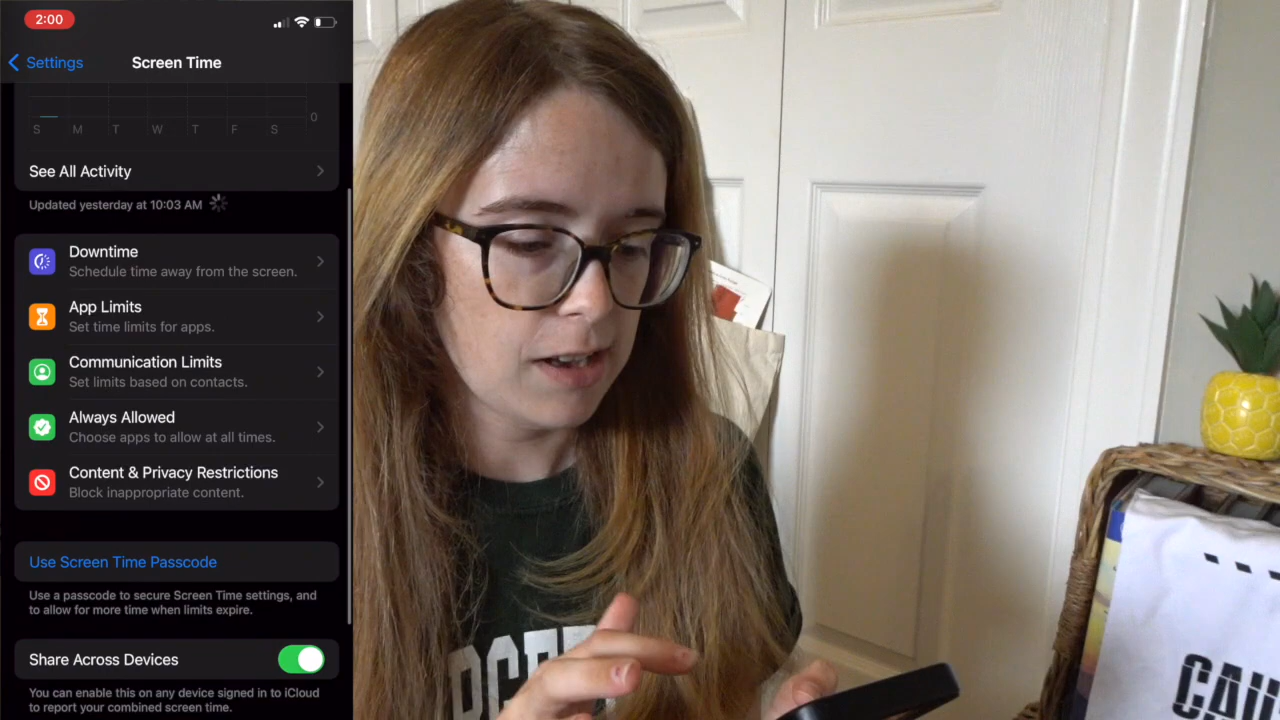 2:00
Settings
Screen Time
0
S M T W T F S
See All Activity
Updated yesterday at 10:03 AM
Downtime
Schedule time away from the screen.
App Limits
Set time limits for apps.
Communication Limits
Set limits based on contacts.
Always Allowed
Choose apps to allow at all times.
Content & Privacy Restrictions
Block inappropriate content.
Use Screen Time Passcode
Use a passcode to secure Screen Time settings, and
to allow for more time when limits expire.
Share Across Devices
You can enable this on any device signed in to iCloud
to report your combined screen time.
CAU